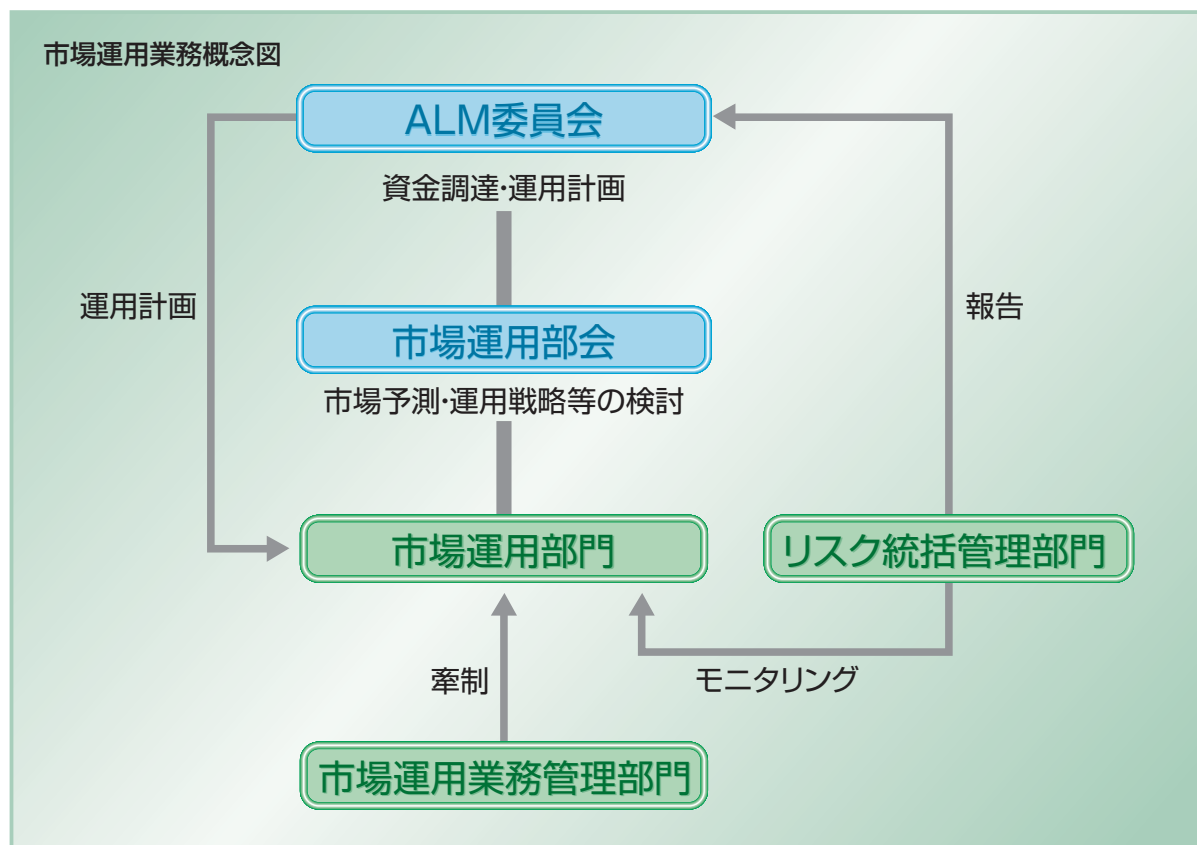 市場運用業務概念図
ALM委員会
資金調達・運用計画
運用計画
報告
市場運用部会
市場予測・運用戦略等の検討
市場運用部門
リスク統括管理部門
牽制
モニタリング
市場運用業務管理部門